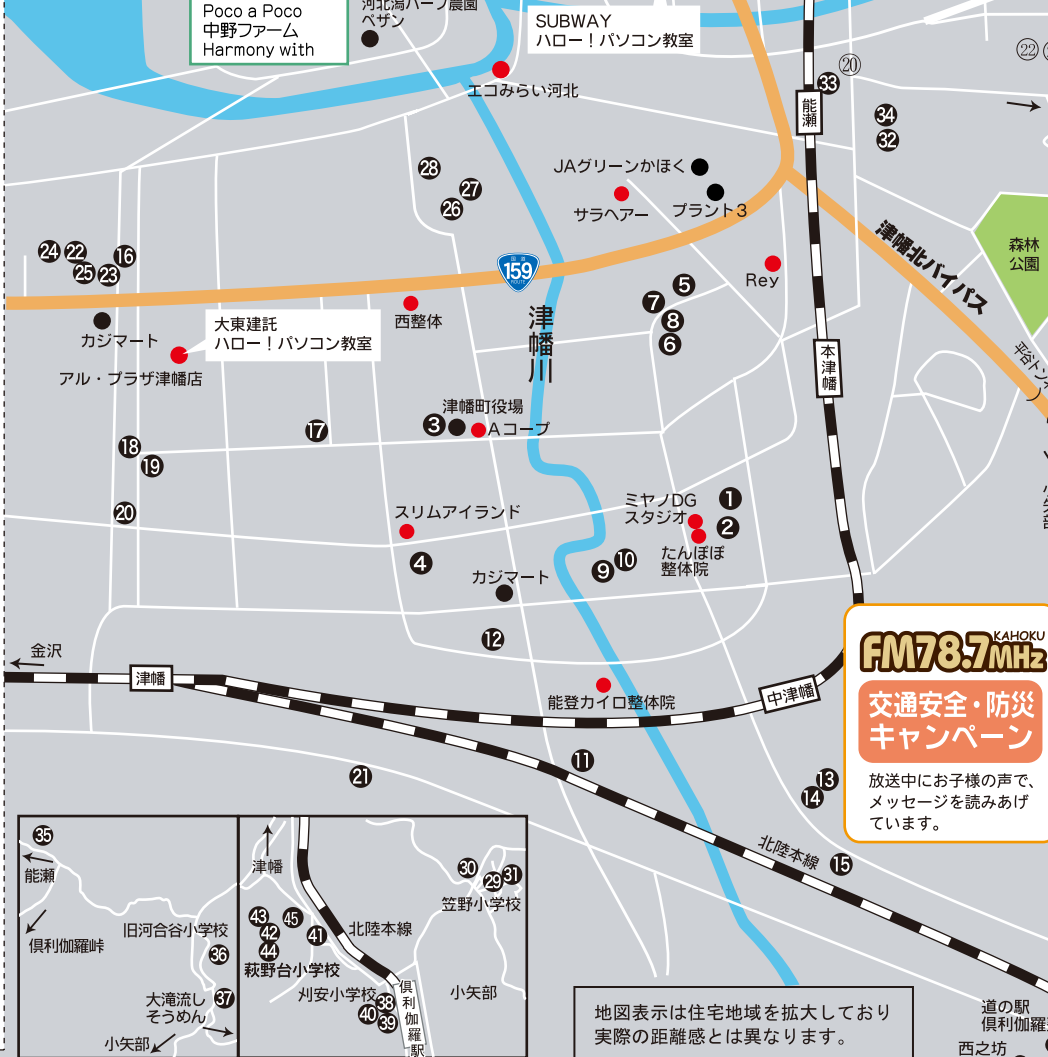 Poco a Poco
中野ファーム
Harmony with
河北潟ハーブ農園
ペザン
SUBWAY
ハロー！パソコン教室
エコみらい河北
⑳
㉒
33
能瀬
34
32
JAグリーンかほく
プラント3
サラヘアー
28
27
26
24
22
25
23
16
国道
159
ROUTE
津幡北バイパス
森林
公園
Rey
5
7
8
6
カジマート
大東建託
ハロー！パソコン教室
アル・プラザ津幡店
西整体
津幡川
本津幡
津幡町役場
3
Aコープ
17
18
19
20
スリムアイランド
4
ミヤノDG
スタジオ
たんぽぽ
整体院
1
2
9
10
カジマート
12
金沢
津幡
能登カイロ整体院
中津幡
KAHOKU
FM78.7MHz
交通安全・防災
キャンペーン
放送中にお子様の声で、
メッセージを読みあげ
ています。
11
21
13
14
15
北陸本線
35
能瀬
倶利伽羅峠
旧河合谷小学校
36
大滝流し
そうめん
37
小矢部
津幡
43
45
42
41
44
萩野台小学校
北陸本線
刈安小学校
38
40
39
倶利伽羅駅
30
29
31
笠野小学校
小矢部
地図表示は住宅地域を拡大しており
実際の距離感とは異なります。
道の駅
倶利伽羅
西之坊